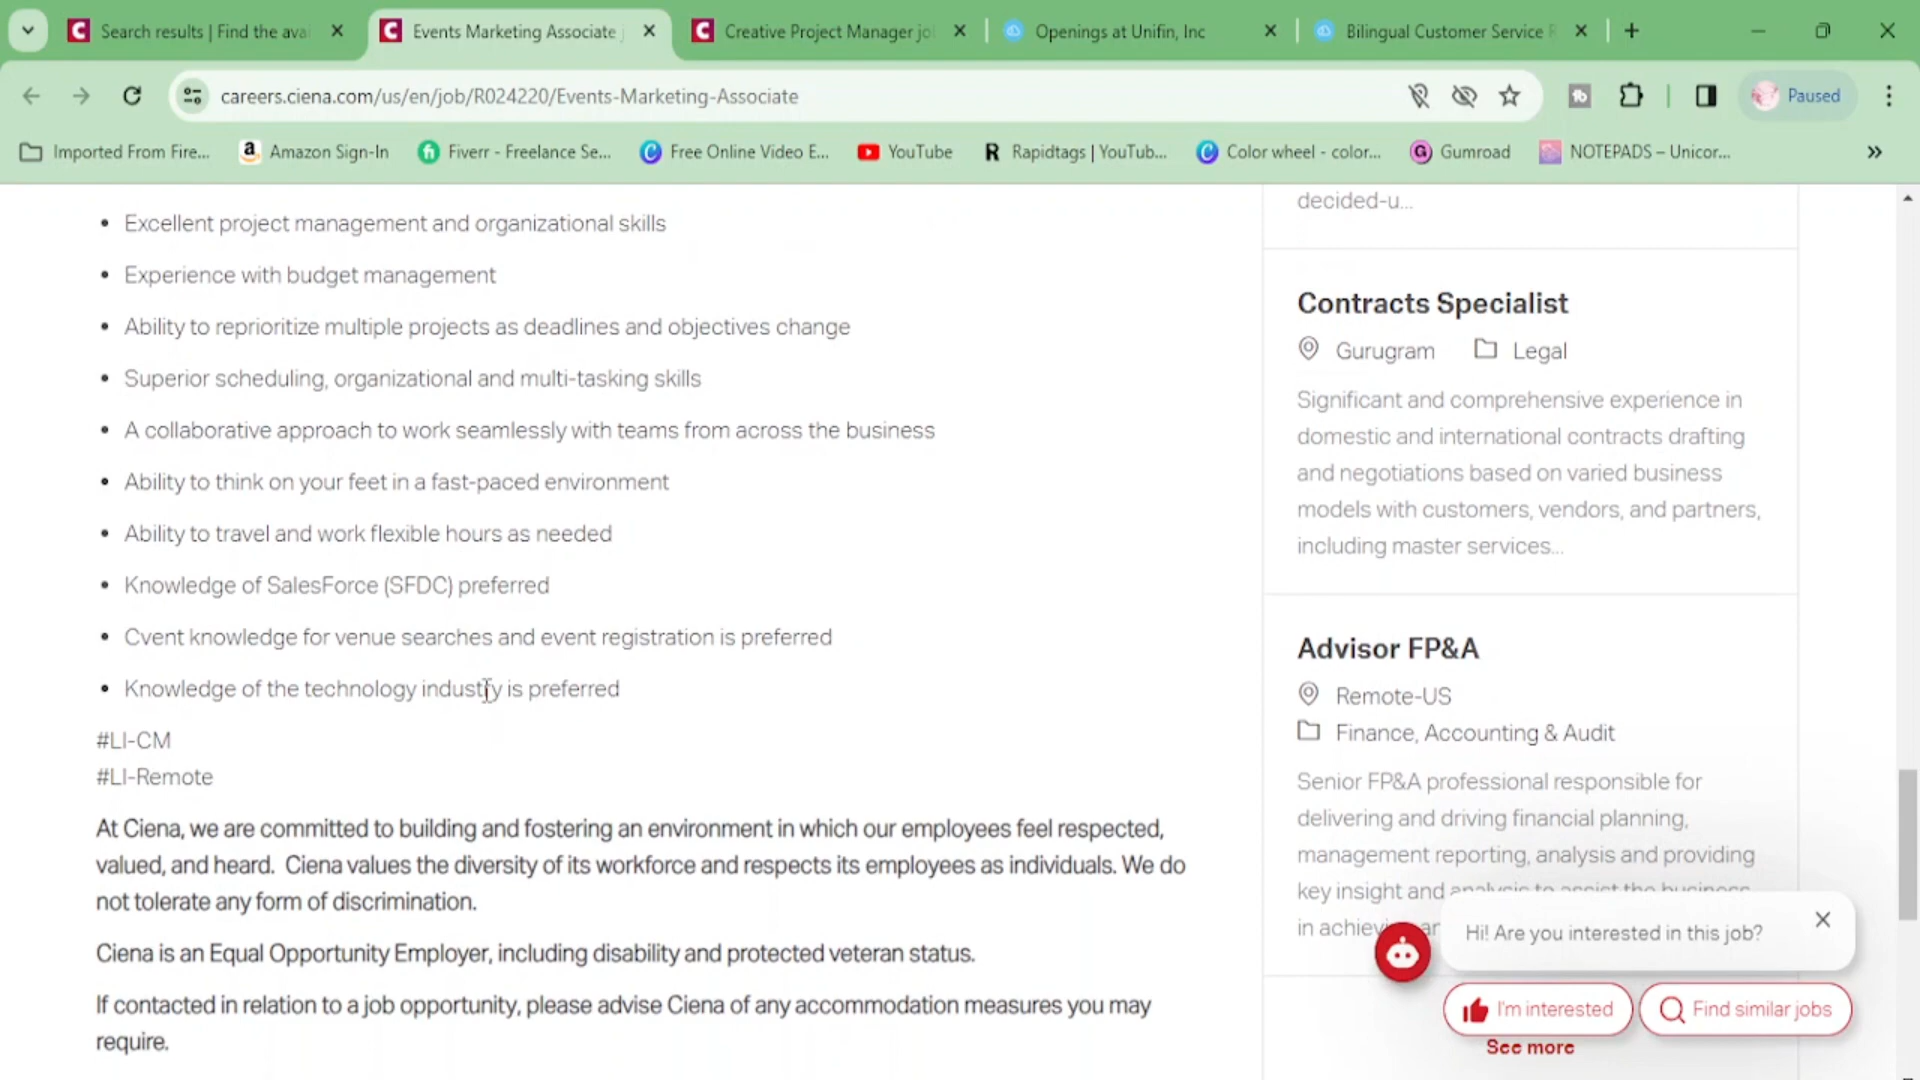 Search results | Find the ava
Events Marketing Associate j
Creative Project Manager jo
Openings at Unifin, Inc
Bilingual Customer Service R
careers.ciena.com/us/en/job/R024220/Events-Marketing-Associate
Paused
Imported From Fire...
Amazon Sign-In
Fiverr - Freelance Se...
Free Online Video E...
YouTube
Rapidtags | YouTub...
Color wheel - color...
Gumroad
NOTEPADS – Unicor...
• Excellent project management and organizational skills
• Experience with budget management
• Ability to reprioritize multiple projects as deadlines and objectives change
• Superior scheduling, organizational and multi-tasking skills
• A collaborative approach to work seamlessly with teams from across the business
• Ability to think on your feet in a fast-paced environment
• Ability to travel and work flexible hours as needed
• Knowledge of SalesForce (SFDC) preferred
• Cvent knowledge for venue searches and event registration is preferred
• Knowledge of the technology industry is preferred
#LI-CM
#LI-Remote
At Ciena, we are committed to building and fostering an environment in which our employees feel respected,
valued, and heard. Ciena values the diversity of its workforce and respects its employees as individuals. We do
not tolerate any form of discrimination.
Ciena is an Equal Opportunity Employer, including disability and protected veteran status.
If contacted in relation to a job opportunity, please advise Ciena of any accommodation measures you may
require.
decided-u...
Contracts Specialist
Gurugram
Legal
Significant and comprehensive experience in
domestic and international contracts drafting
and negotiations based on varied business
models with customers, vendors, and partners,
including master services...
Advisor FP&A
Remote-US
Finance, Accounting & Audit
Senior FP&A professional responsible for
delivering and driving financial planning,
management reporting, analysis and providing
key insight and analysis to assist the business
in achievi
Hi! Are you interested in this job?
I'm interested
Find similar jobs
See more